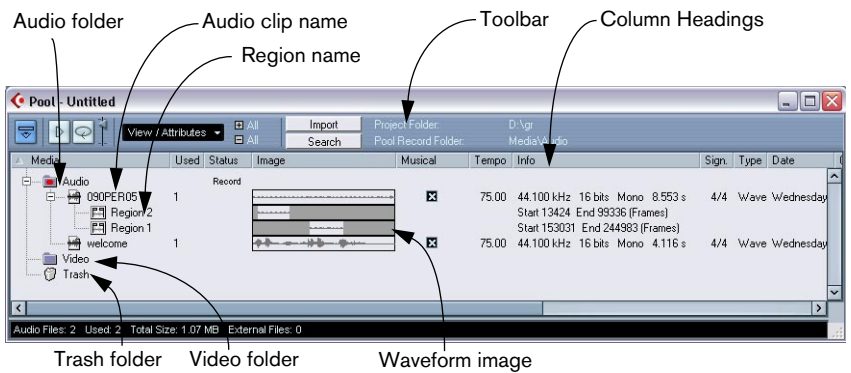 Audio folder
Audio clip name
Toolbar
Column Headings
Region name
Pool - Untitled
View / Attributes
All
All
Import
Search
Project Folder: D:\gr
Pool Record Folder: Media\Audio
Media Used Status Image Musical Tempo Info Sign. Type Date
Audio Record
090PER05 1 75.00 44.100 kHz 16 bits Mono 8.553 s 4/4 Wave Wednesday
Region 2 Start 13424 End 99336 (Frames)
Region 1 Start 153031 End 244983 (Frames)
welcome 1 75.00 44.100 kHz 16 bits Mono 4.116 s 4/4 Wave Wednesday
Video
Trash
Audio Files: 2 Used: 2 Total Size: 1.07 MB External Files: 0
Trash folder
Video folder
Waveform image